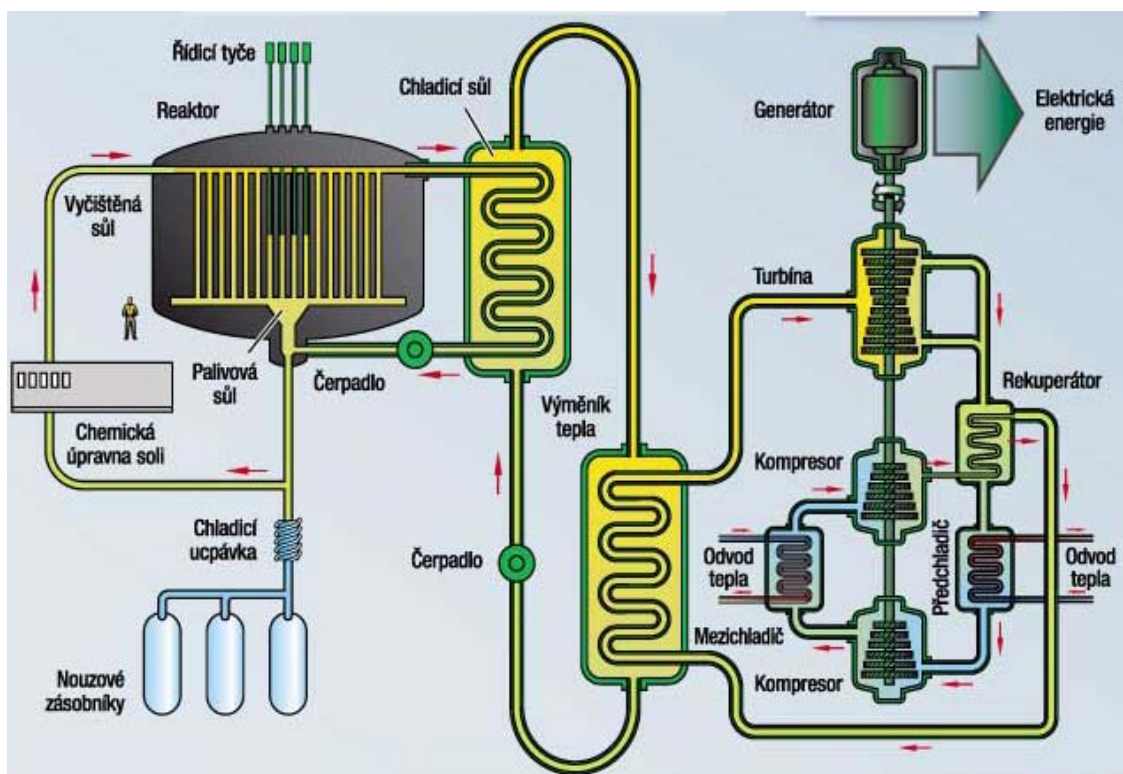 Řídicí tyče
Reaktor
Chladicí sůl
Generátor
Elektrická
energie
Vyčištěná
sůl
Turbína
Palivová
sůl
Čerpadlo
Výměník
tepla
Rekuperátor
Chemická
úpravna soli
Kompresor
Chladicí
ucpávka
Čerpadlo
Odvod
tepla
Předchladič
Odvod
tepla
Mezichladič
Nouzové
zásobníky
Kompresor